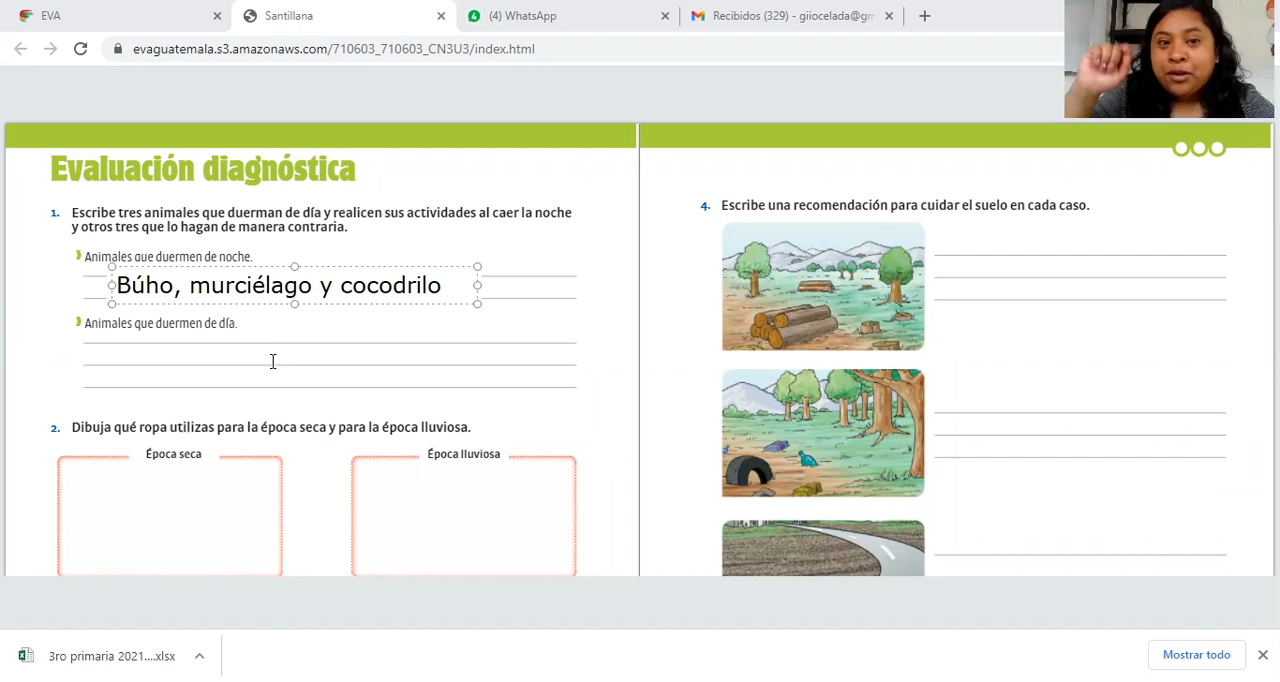 EVA
Santillana
(4) WhatsApp
Recibidos (329) - giiocelada@gm
evaguatemala.s3.amazonaws.com/710603_710603_CN3U3/index.html
Evaluación diagnóstica
1. Escribe tres animales que duerman de día y realicen sus actividades al caer la noche
y otros tres que lo hagan de manera contraria.
Animales que duermen de noche.
Búho, murciélago y cocodrilo
Animales que duermen de día.
2. Dibuja qué ropa utilizas para la época seca y para la época lluviosa.
Época seca
Época lluviosa
4. Escribe una recomendación para cuidar el suelo en cada caso.
3ro primaria 2021....xlsx
Mostrar todo